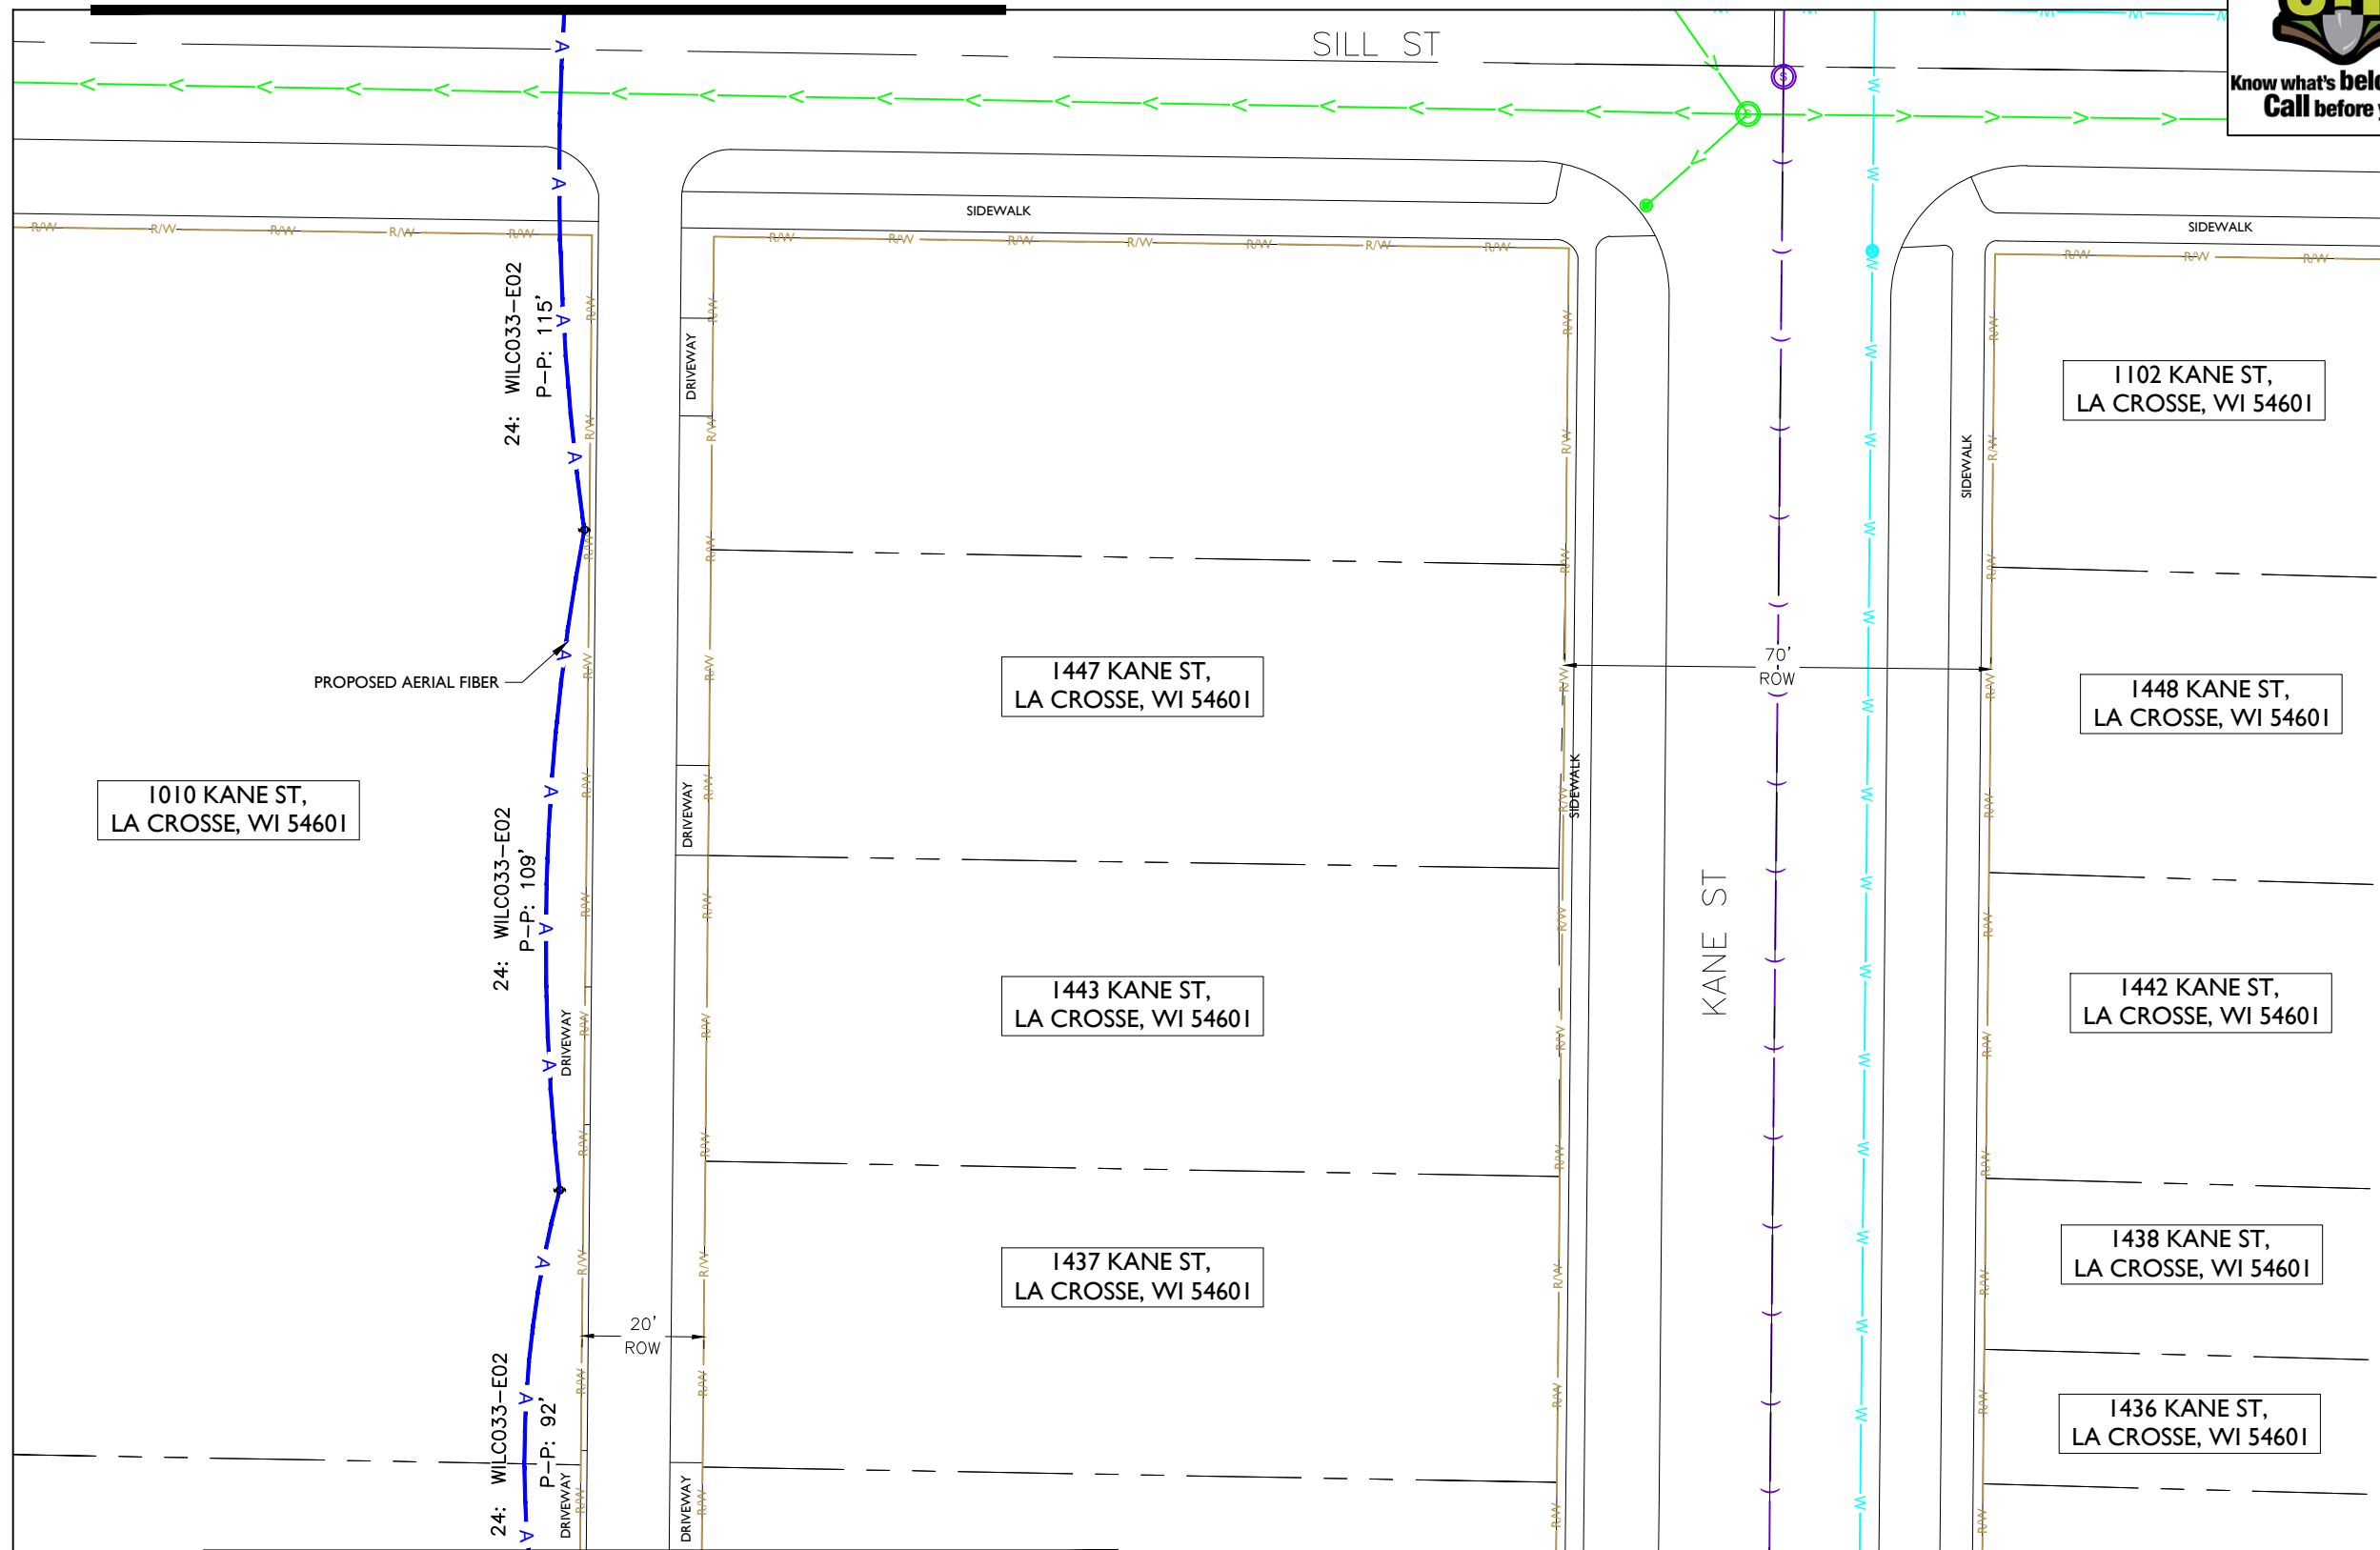 SILL ST
Know what's
Call before
SIDEWALK
SIDEWALK
R/W R/W R/W R/W R/W
R/W R/W R/W R/W R/W R/W R/W
R/W R/W R/W
24: WILC033-E02
P-P: 115'
DRIVEWAY
1102 KANE ST,
LA CROSSE, WI 54601
SIDEWALK
PROPOSED AERIAL FIBER
1447 KANE ST,
LA CROSSE, WI 54601
70'
ROW
1448 KANE ST,
LA CROSSE, WI 54601
1010 KANE ST,
LA CROSSE, WI 54601
24: WILC033-E02
P-P: 109'
DRIVEWAY
SIDEWALK
KANE ST
1443 KANE ST,
LA CROSSE, WI 54601
1442 KANE ST,
LA CROSSE, WI 54601
DRIVEWAY
1437 KANE ST,
LA CROSSE, WI 54601
1438 KANE ST,
LA CROSSE, WI 54601
20'
ROW
24: WILC033-E02
P-P: 92'
1436 KANE ST,
LA CROSSE, WI 54601
DRIVEWAY
DRIVEWAY